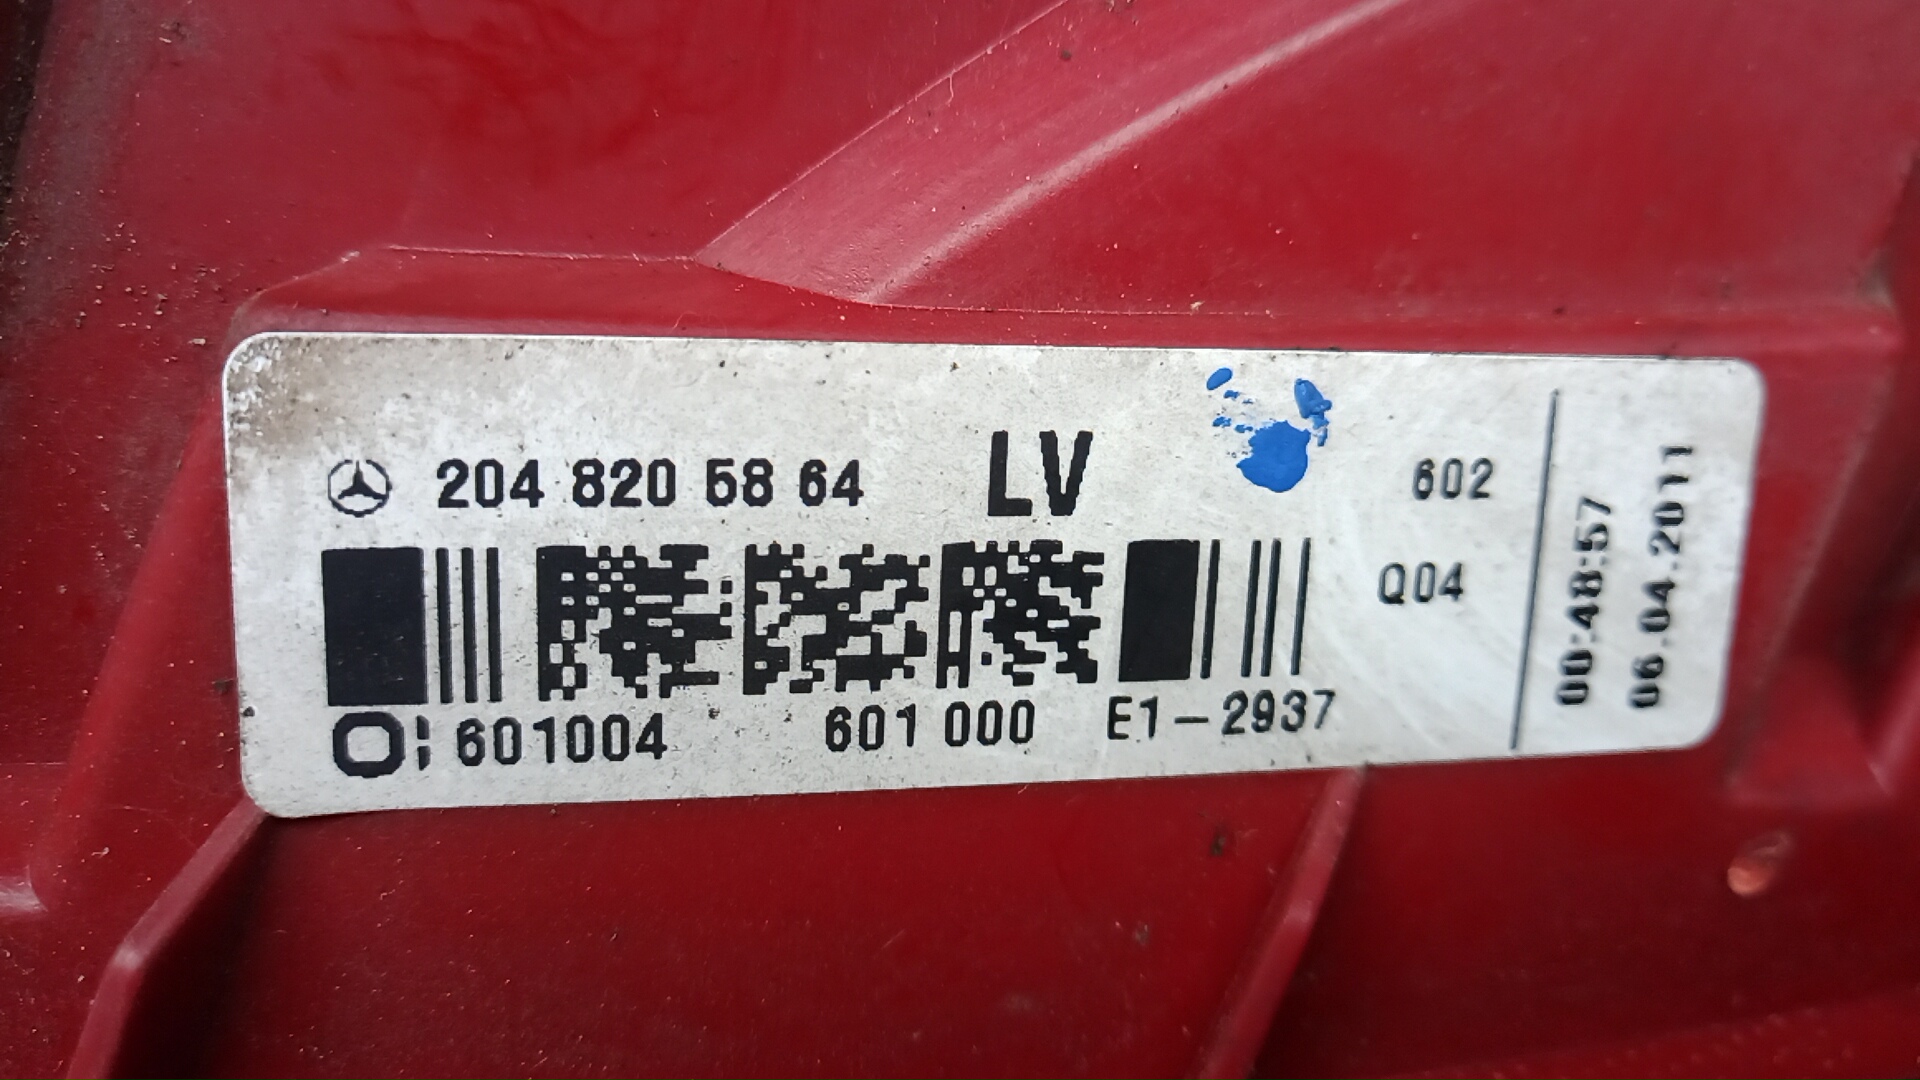 204 820 58 64 LV 602
Q04
601004 601 000 E1-2937
00:48:57
06.04.2011